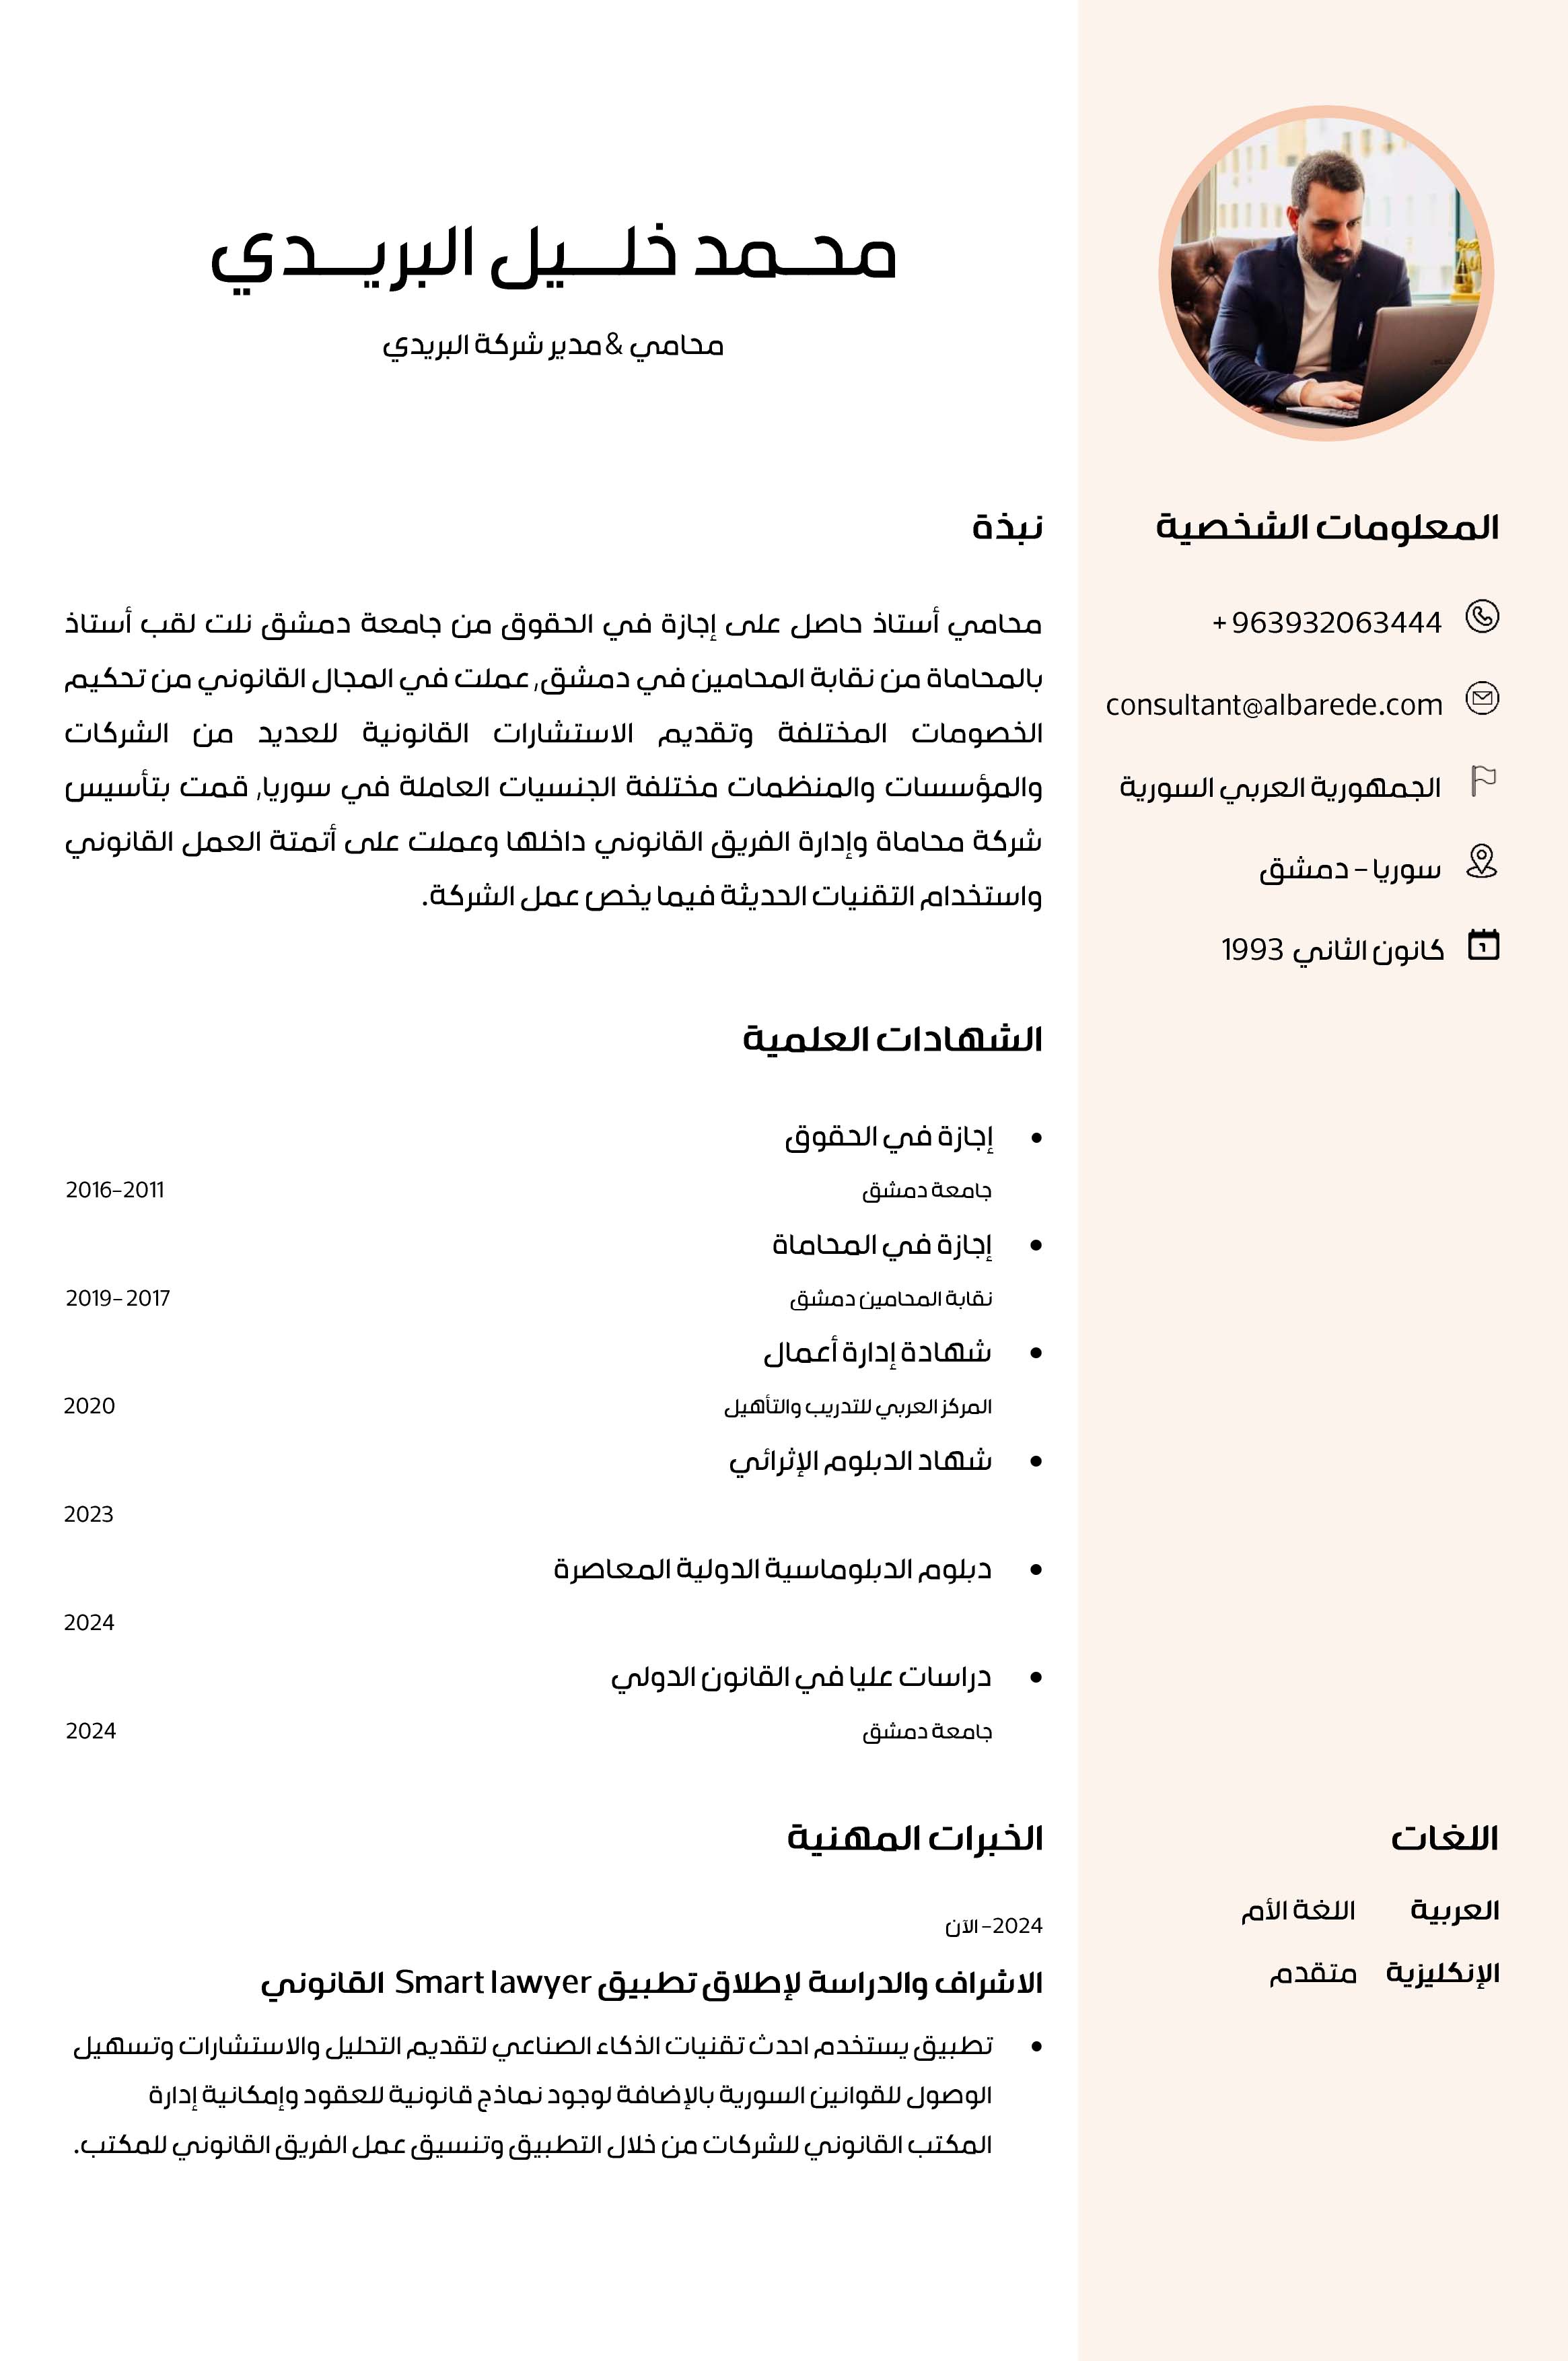 محمد خليل البريدي
محامي & مدير شركة البريدي
المعلومات الشخصية
+963932063444
consultant@albarede.com
الجمهورية العربي السورية
سوريا – دمشق
كانون الثاني 1993
نبذة
محامي أستاذ حاصل على إجازة في الحقوق من جامعة دمشق نلت لقب أستاذ
بالمحاماة من نقابة المحامين في دمشق, عملت في المجال القانوني من تحكيم
الخصومات المختلفة وتقديم الاستشارات القانونية للعديد من الشركات
والمؤسسات والمنظمات مختلفة الجنسيات العاملة في سوريا, قمت بتأسيس
شركة محاماة وإدارة الفريق القانوني داخلها وعملت على أتمتة العمل القانوني
واستخدام التقنيات الحديثة فيما يخص عمل الشركة.
الشهادات العلمية
• إجازة في الحقوق
جامعة دمشق 2011-2016
• إجازة في المحاماة
نقابة المحامين دمشق 2017-2019
• شهادة إدارة أعمال
المركز العربي للتدريب والتأهيل 2020
• شهاد الدبلوم الإثرائي
2023
• دبلوم الدبلوماسية الدولية المعاصرة
2024
• دراسات عليا في القانون الدولي
جامعة دمشق 2024
الخبرات المهنية
2024- الآن
الاشراف والدراسة لإطلاق تطبيق Smart lawyer القانوني
• تطبيق يستخدم احدث تقنيات الذكاء الصناعي لتقديم التحليل والاستشارات وتسهيل
الوصول للقوانين السورية بالإضافة لوجود نماذج قانونية للعقود وإمكانية إدارة
المكتب القانوني للشركات من خلال التطبيق وتنسيق عمل الفريق القانوني للمكتب.
اللغات
العربية اللغة الأم
الإنكليزية متقدم